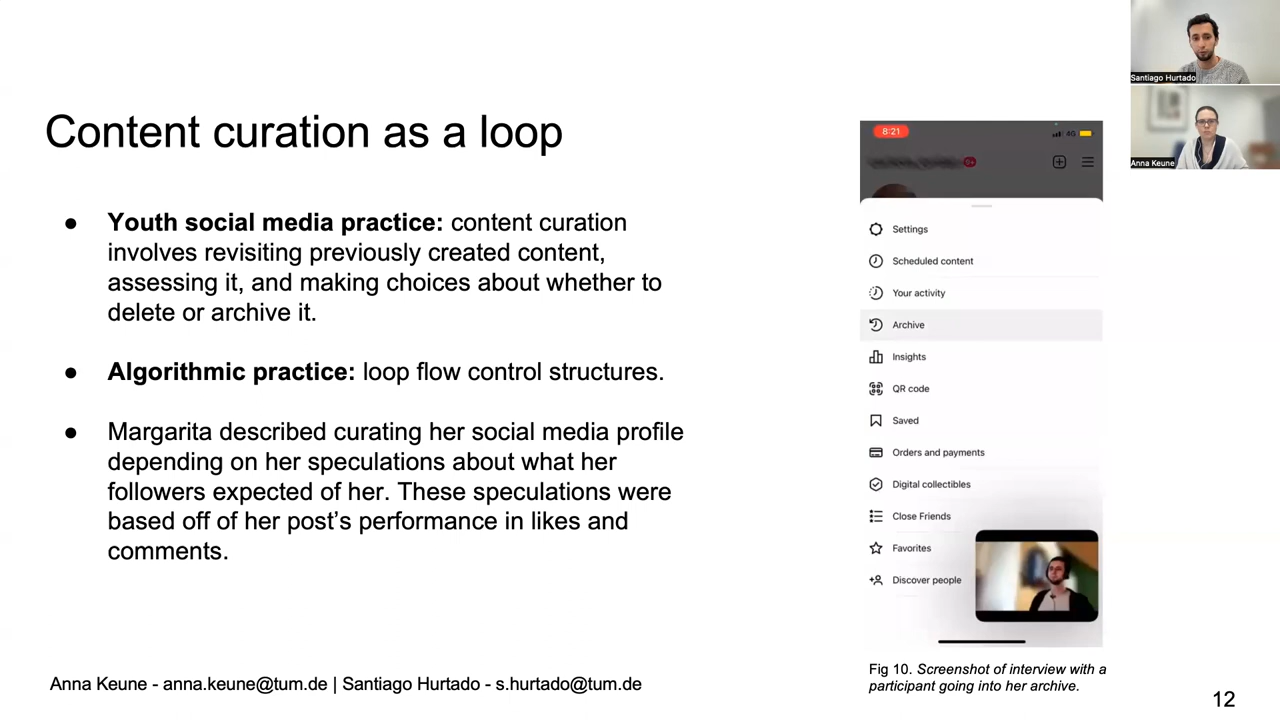 Content curation as a loop
● Youth social media practice: content curation
involves revisiting previously created content,
assessing it, and making choices about whether to
delete or archive it.
● Algorithmic practice: loop flow control structures.
● Margarita described curating her social media profile
depending on her speculations about what her
followers expected of her. These speculations were
based off of her post's performance in likes and
comments.
8:21
4G
9+
Settings
Scheduled content
Your activity
Archive
Insights
QR code
Saved
Orders and payments
Digital collectibles
Close Friends
Favorites
Discover people
Fig 10. Screenshot of interview with a
participant going into her archive.
Santiago Hurtado
Anna Keune
Anna Keune - anna.keune@tum.de | Santiago Hurtado - s.hurtado@tum.de
12